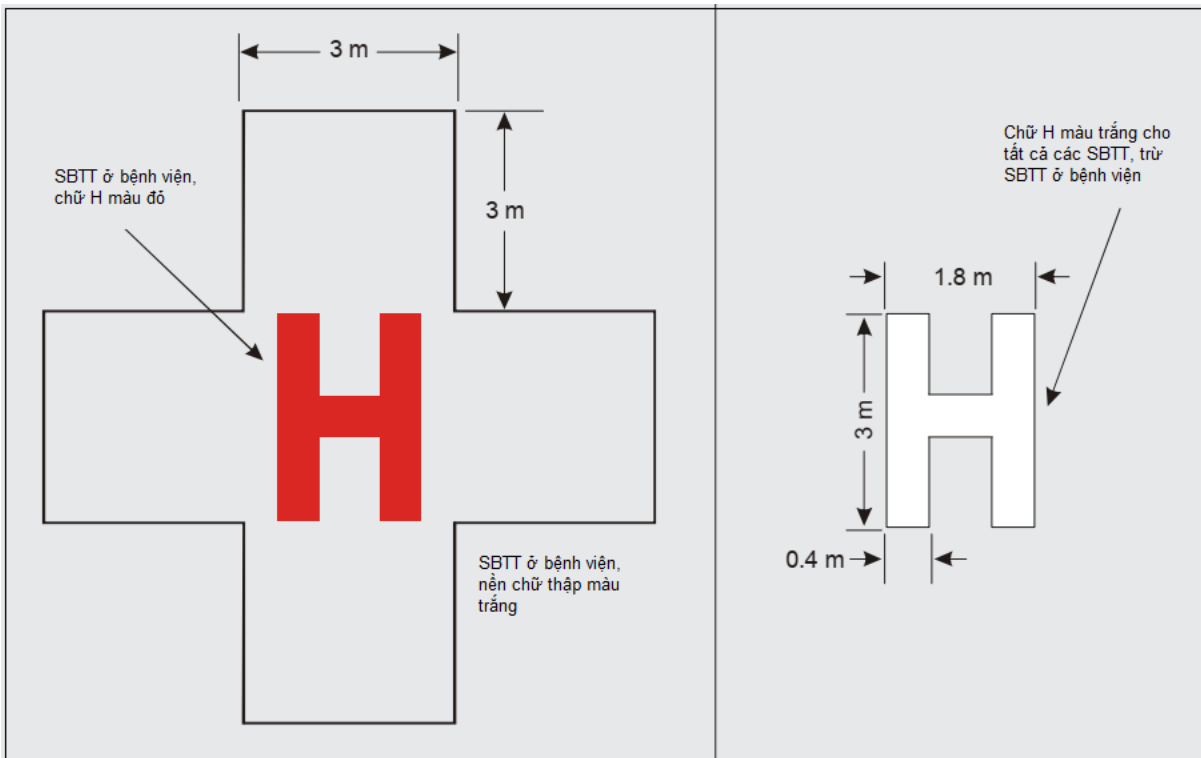 3 m
SBTT ở bệnh viện,
chữ H màu đỏ
3 m
H
SBTT ở bệnh viện,
nền chữ thập màu
trắng
Chữ H màu trắng cho
tất cả các SBTT, trừ
SBTT ở bệnh viện
1.8 m
3 m
H
0.4 m